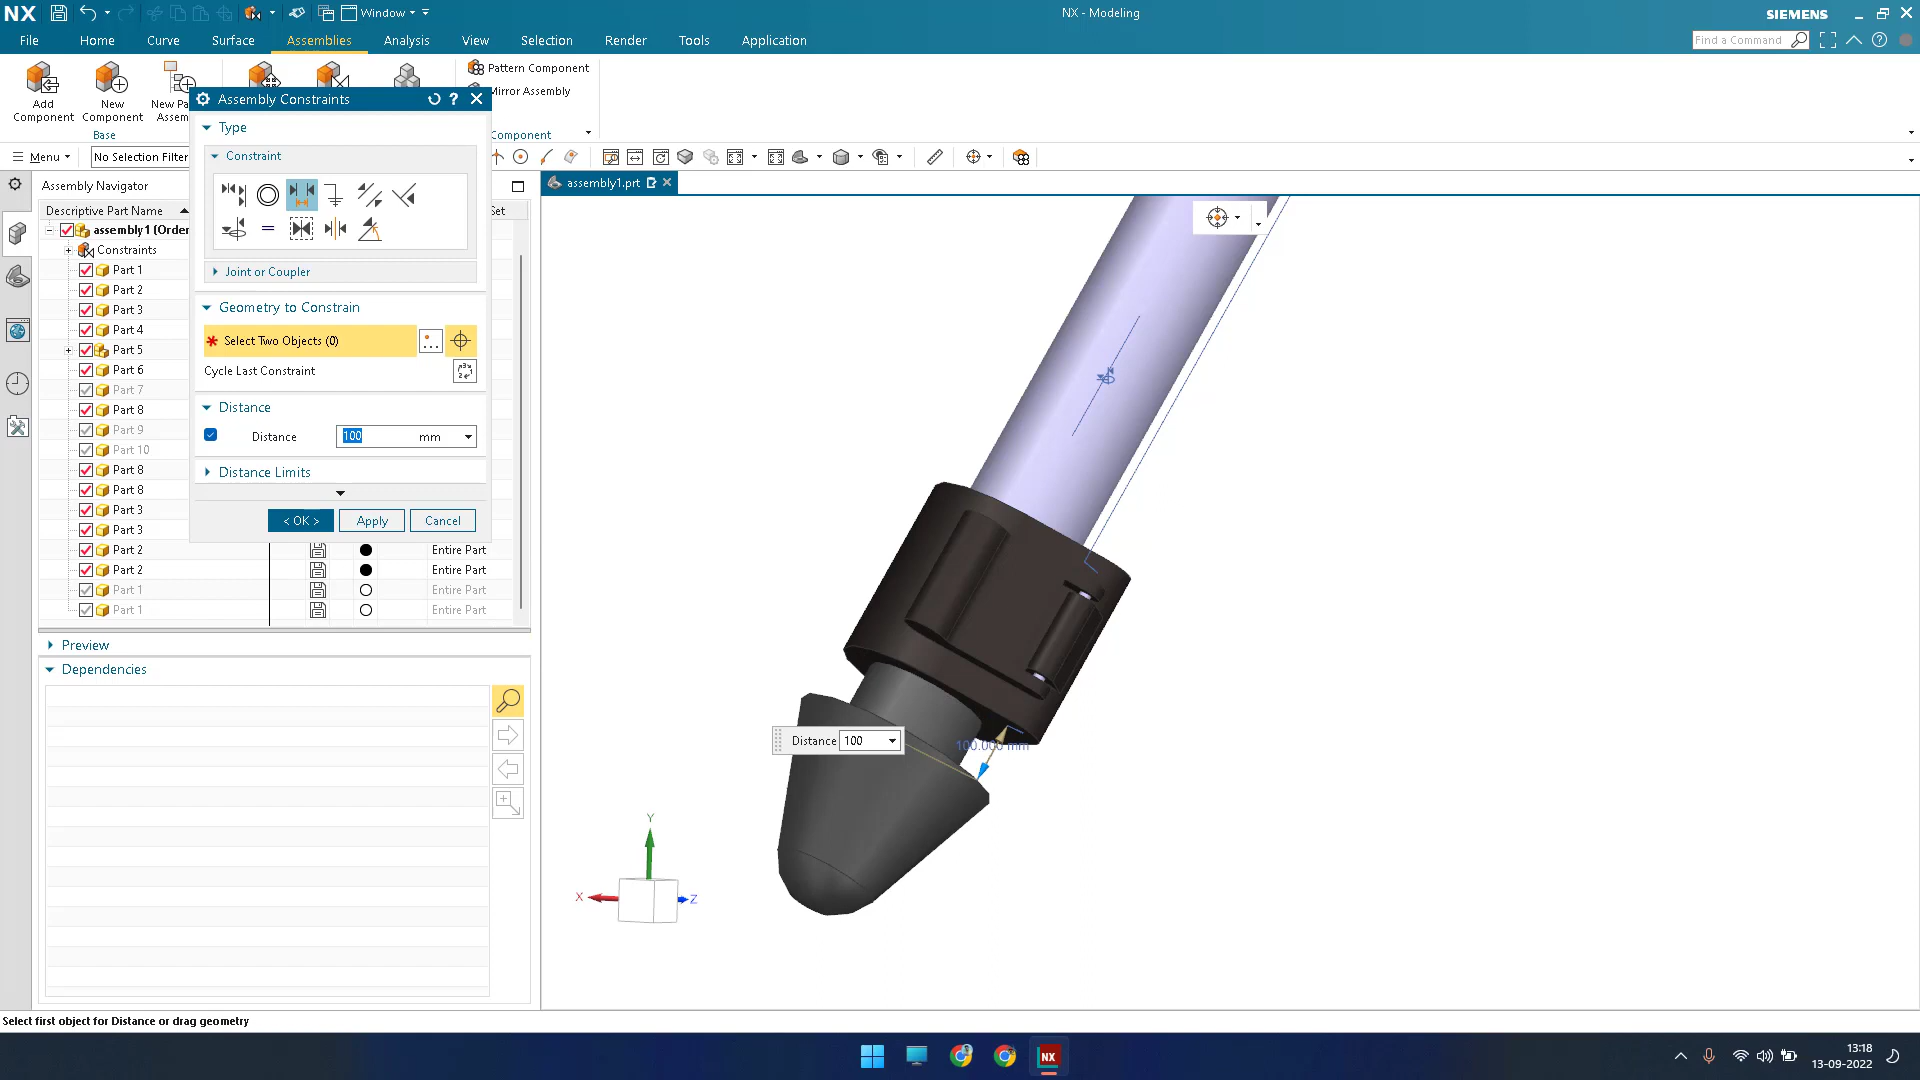 NX
Window
NX - Modeling
SIEMENS
File
Home
Curve
Surface
Assemblies
Analysis
View
Selection
Render
Tools
Application
Find a Command
Add
Component
New
Component
New Pa
Assem
Base
Pattern Component
Mirror Assembly
Component
Menu
No Selection Filter
Assembly Constraints
Type
Constraint
Joint or Coupler
Geometry to Constrain
* Select Two Objects (0)
Cycle Last Constraint
Distance
Distance
100
mm
Distance Limits
< OK >
Apply
Cancel
Assembly Navigator
Descriptive Part Name
Set
assembly1 (Order
Constraints
Part 1
Part 2
Part 3
Part 4
Part 5
Part 6
Part 7
Part 8
Part 9
Part 10
Part 8
Part 8
Part 3
Part 3
Part 2
Entire Part
Part 2
Entire Part
Part 1
Entire Part
Part 1
Entire Part
Preview
Dependencies
assembly1.prt
Distance
100
100.000 mm
Y
X
Z
Select first object for Distance or drag geometry
NX
13:18
13-09-2022